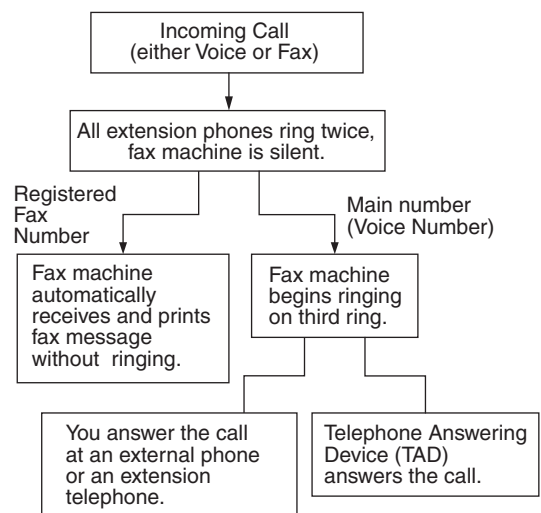 Incoming Call
(either Voice or Fax)
All extension phones ring twice,
fax machine is silent.
Registered
Fax
Number
Main number
(Voice Number)
Fax machine
automatically
receives and prints
fax message
without ringing.
Fax machine
begins ringing
on third ring.
You answer the call
at an external phone
or an extension
telephone.
Telephone Answering
Device (TAD)
answers the call.